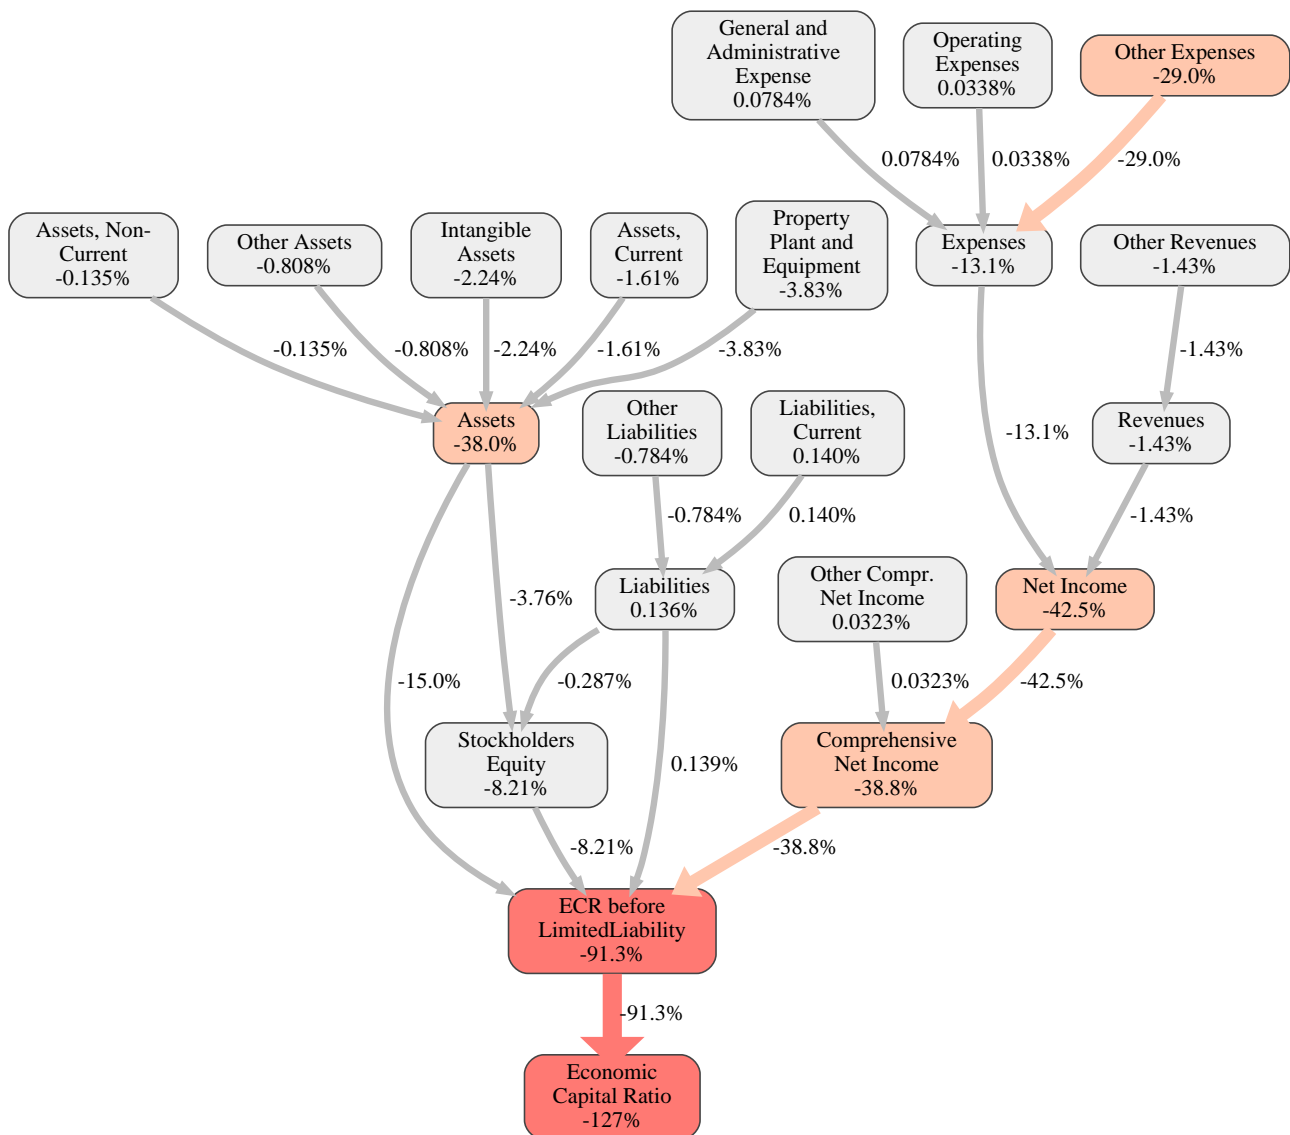 General and
Administrative
Expense
0.0784%
Operating
Expenses
0.0338%
Other Expenses
-29.0%
0.0784%
0.0338%
-29.0%
Assets, Non-
Current
-0.135%
Other Assets
-0.808%
Intangible
Assets
-2.24%
Assets,
Current
-1.61%
Property
Plant and
Equipment
-3.83%
Expenses
-13.1%
Other Revenues
-1.43%
-0.135%
-0.808%
-2.24%
-1.61%
-3.83%
-1.43%
Assets
-38.0%
Other
Liabilities
-0.784%
Liabilities,
Current
0.140%
-13.1%
Revenues
-1.43%
-0.784%
0.140%
-1.43%
-3.76%
Liabilities
0.136%
Other Compr.
Net Income
0.0323%
Net Income
-42.5%
-15.0%
-0.287%
0.0323%
-42.5%
Stockholders
Equity
-8.21%
0.139%
Comprehensive
Net Income
-38.8%
-8.21%
-38.8%
ECR before
LimitedLiability
-91.3%
-91.3%
Economic
Capital Ratio
-127%